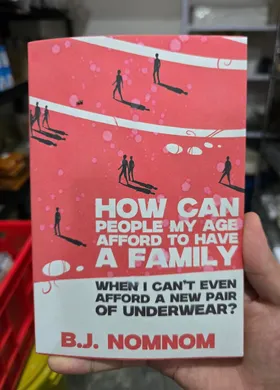 HOW CAN
PEOPLE MY AGE
AFFORD TO HAVE
A FAMILY
WHEN I CAN'T EVEN
AFFORD A NEW PAIR
OF UNDERWEAR?
B.J. NOMNOM